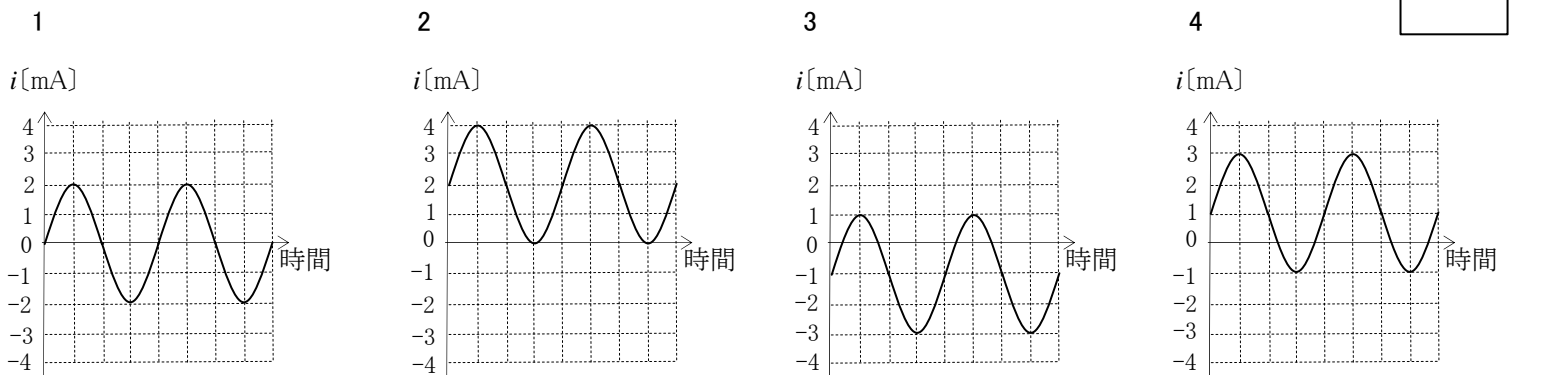 1 2 3 4
i〔mA〕 i〔mA〕 i〔mA〕 i〔mA〕
4 4 4 4
3 3 3 3
2 2 2 2
1 1 1 1
0 0 0 0
時間 時間 時間 時間
-1 -1 -1 -1
-2 -2 -2 -2
-3 -3 -3 -3
-4 -4 -4 -4